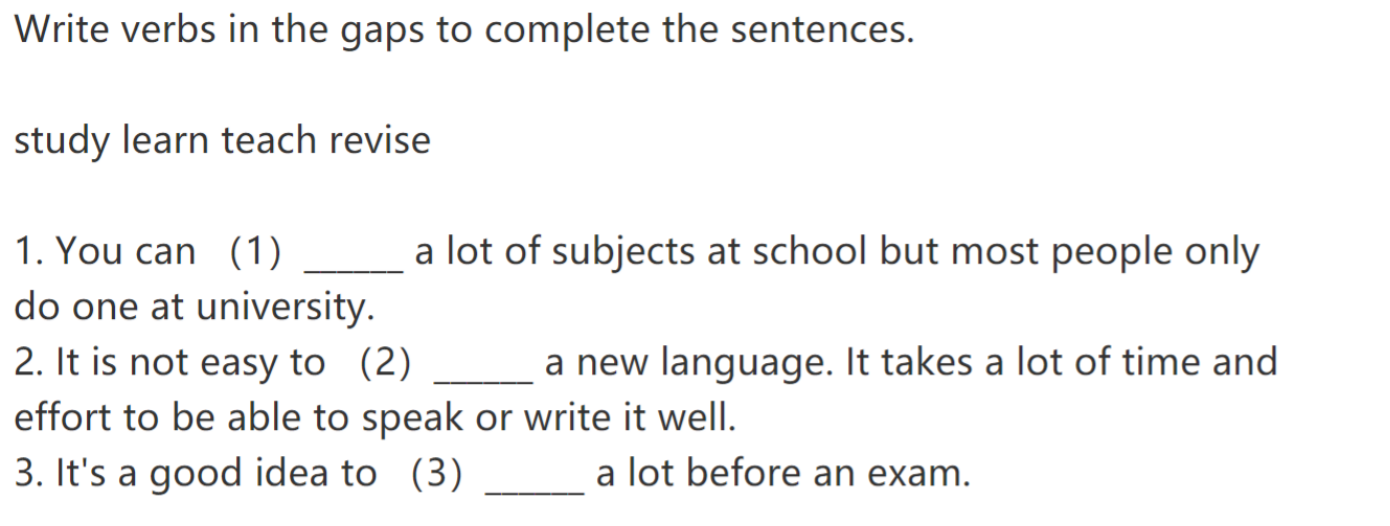 Write verbs in the gaps to complete the sentences.
study learn teach revise
1. You can （1） ______ a lot of subjects at school but most people only
do one at university.
2. It is not easy to （2） ______ a new language. It takes a lot of time and
effort to be able to speak or write it well.
3. It's a good idea to （3） ______ a lot before an exam.